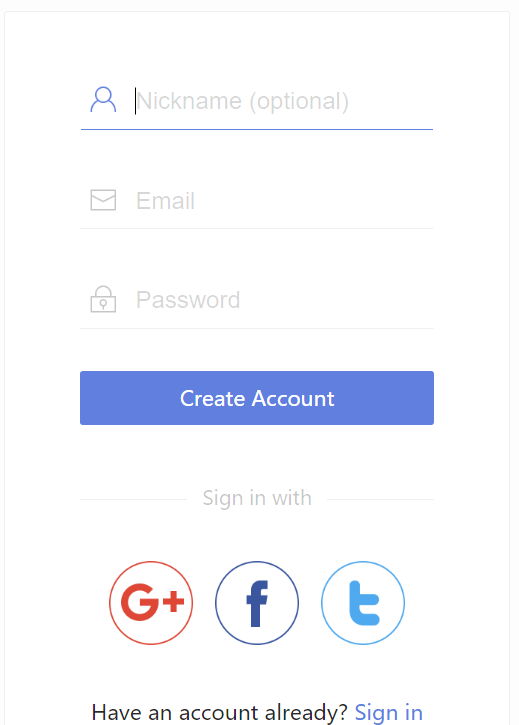 Nickname (optional)
Email
Password
Create Account
Sign in with
G+ f t
Have an account already? Sign in